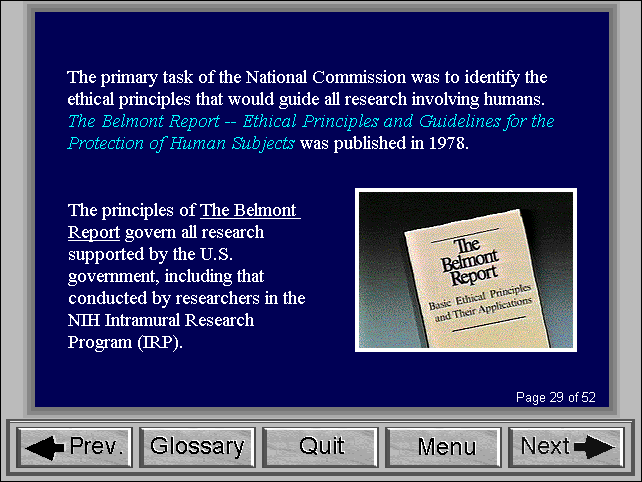 The primary task of the National Commission was to identify the
ethical principles that would guide all research involving humans.
The Belmont Report -- Ethical Principles and Guidelines for the
Protection of Human Subjects was published in 1978.
The principles of The Belmont
Report govern all research
supported by the U.S.
government, including that
conducted by researchers in the
NIH Intramural Research
Program (IRP).
The
Belmont
Report
Basic Ethical Principles
and Their Applications
Page 29 of 52
Prev.
Glossary
Quit
Menu
Next